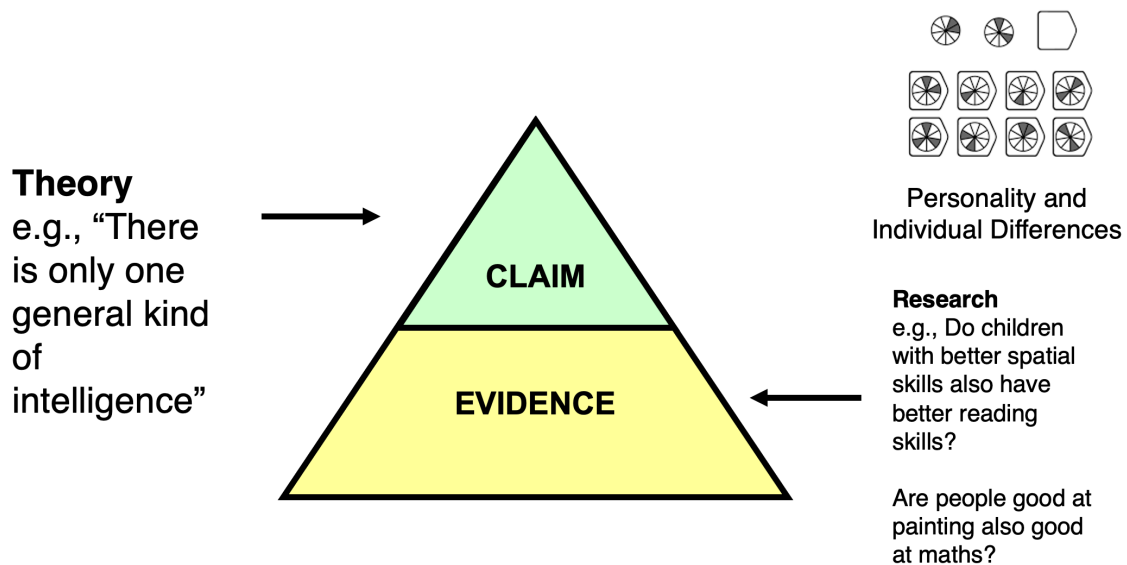 Theory
e.g., “There
is only one
general kind
of
intelligence”
CLAIM
EVIDENCE
Personality and
Individual Differences
Research
e.g., Do children
with better spatial
skills also have
better reading
skills?
Are people good at
painting also good
at maths?